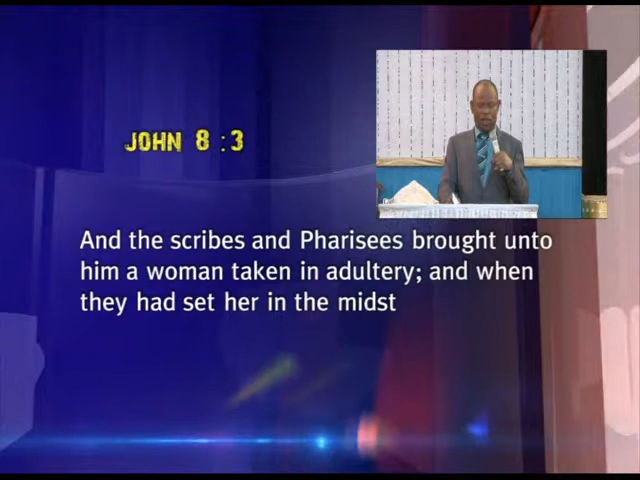 JOHN 8 :3
And the scribes and Pharisees brought unto
him a woman taken in adultery; and when
they had set her in the midst